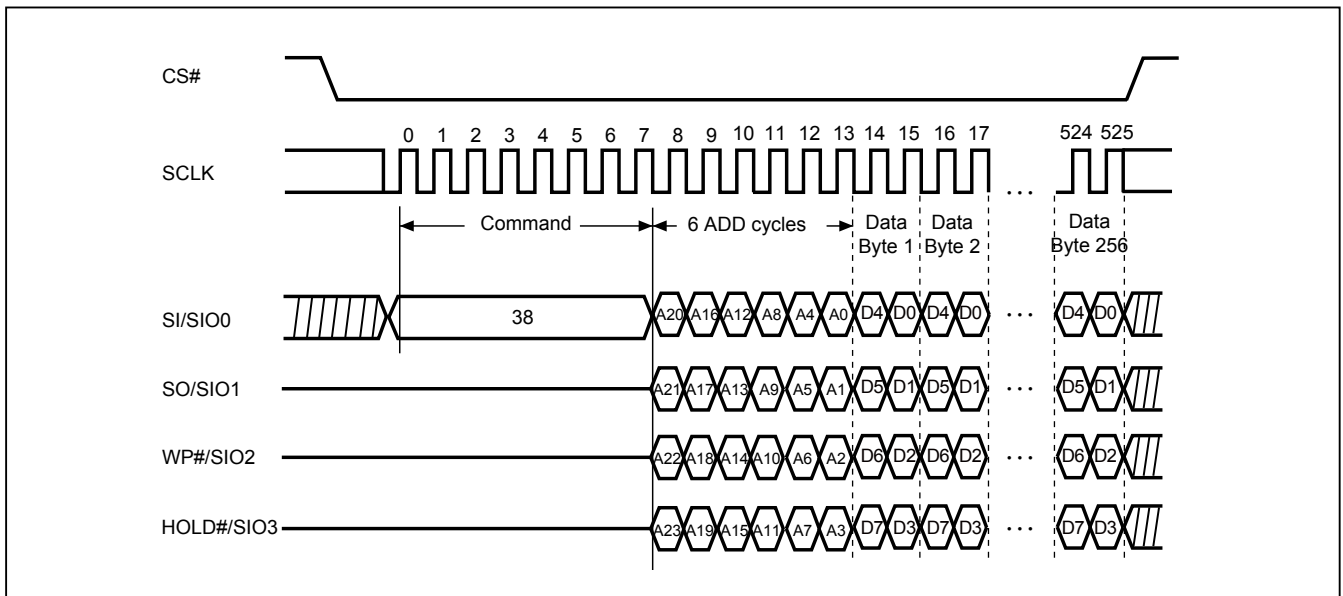 CS#
0 1 2 3 4 5 6 7 8 9 10 11 12 13 14 15 16 17 524 525
SCLK
...
Command 6 ADD cycles Data Byte 1 Data Byte 2 Data Byte 256
SI/SIO0 38 A20 A16 A12 A8 A4 A0 D4 D0 D4 D0 ... D4 D0
SO/SIO1 A21 A17 A13 A9 A5 A1 D5 D1 D5 D1 ... D5 D1
WP#/SIO2 A22 A18 A14 A10 A6 A2 D6 D2 D6 D2 ... D6 D2
HOLD#/SIO3 A23 A19 A15 A11 A7 A3 D7 D3 D7 D3 ... D7 D3